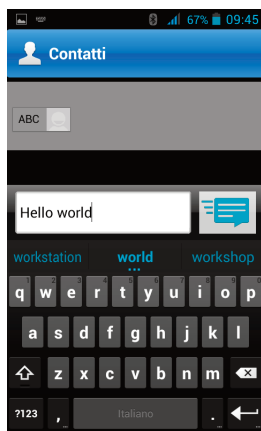 67% 09:45
Contatti
ABC
Hello world
workstation world workshop
q w e r t y u i o p
a s d f g h j k l
z x c v b n m
?123 , Italiano .